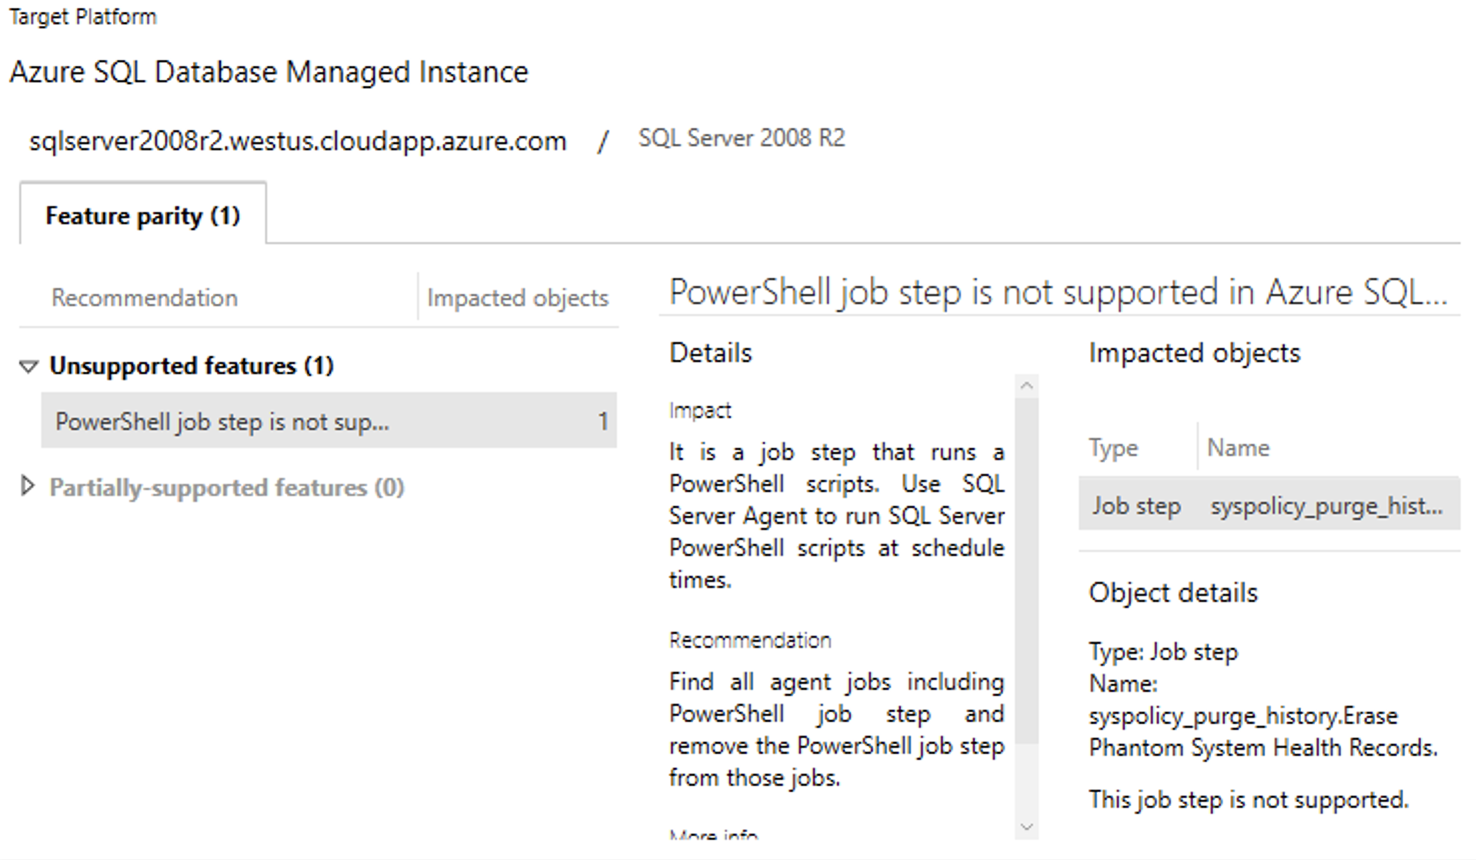 Target Platform
Azure SQL Database Managed Instance
sqlserver2008r2.westus.cloudapp.azure.com / SQL Server 2008 R2
Feature parity (1)
Recommendation Impacted objects
Unsupported features (1)
PowerShell job step is not sup... 1
Partially-supported features (0)
PowerShell job step is not supported in Azure SQL...
Details
Impact
It is a job step that runs a
PowerShell scripts. Use SQL
Server Agent to run SQL Server
PowerShell scripts at schedule
times.
Recommendation
Find all agent jobs including
PowerShell job step and
remove the PowerShell job step
from those jobs.
More info
Impacted objects
Type Name
Job step syspolicy_purge_hist...
Object details
Type: Job step
Name:
syspolicy_purge_history.Erase
Phantom System Health Records.
This job step is not supported.